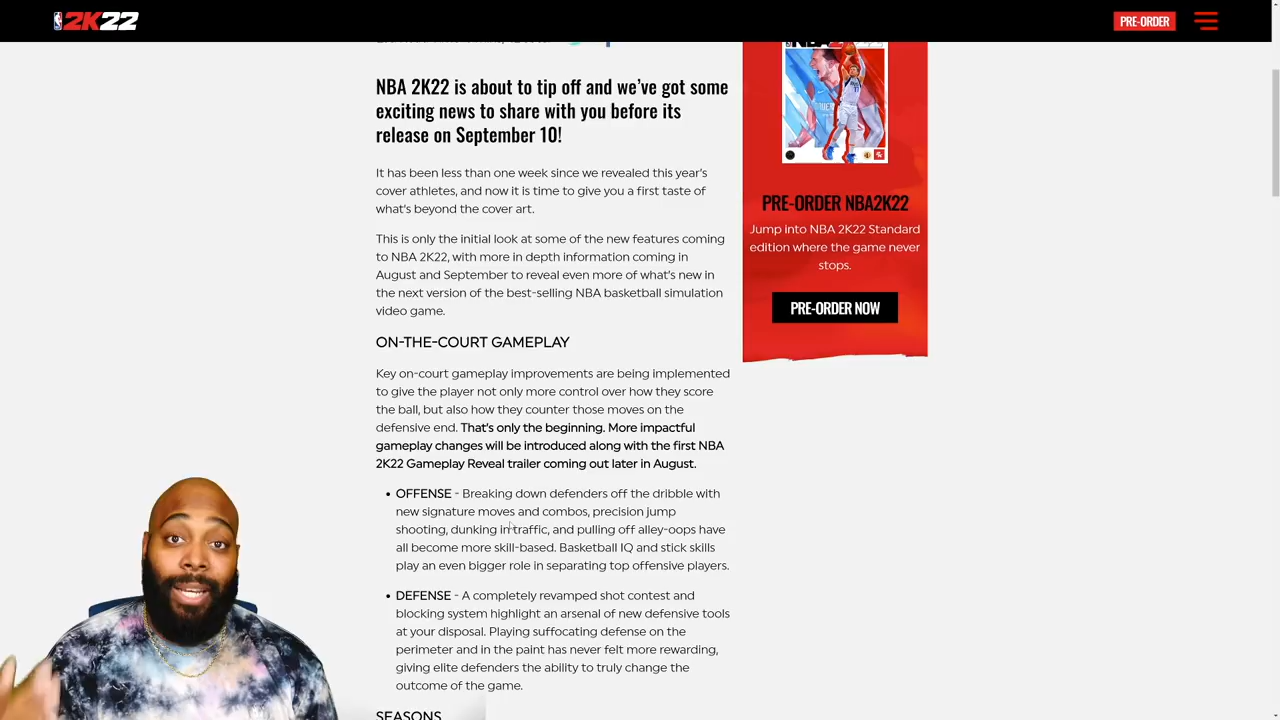 2K22
PRE-ORDER
NBA 2K22 is about to tip off and we've got some
exciting news to share with you before its
release on September 10!
It has been less than one week since we revealed this year's
cover athletes, and now it is time to give you a first taste of
what's beyond the cover art.
This is only the initial look at some of the new features coming
to NBA 2K22, with more in depth information coming in
August and September to reveal even more of what's new in
the next version of the best-selling NBA basketball simulation
video game.
ON-THE-COURT GAMEPLAY
Key on-court gameplay improvements are being implemented
to give the player not only more control over how they score
the ball, but also how they counter those moves on the
defensive end. That's only the beginning. More impactful
gameplay changes will be introduced along with the first NBA
2K22 Gameplay Reveal trailer coming out later in August.
• OFFENSE - Breaking down defenders off the dribble with
new signature moves and combos, precision jump
shooting, dunking in traffic, and pulling off alley-oops have
all become more skill-based. Basketball IQ and stick skills
play an even bigger role in separating top offensive players.
• DEFENSE - A completely revamped shot contest and
blocking system highlight an arsenal of new defensive tools
at your disposal. Playing suffocating defense on the
perimeter and in the paint has never felt more rewarding,
giving elite defenders the ability to truly change the
outcome of the game.
SEASONS
PRE-ORDER NBA2K22
Jump into NBA 2K22 Standard
edition where the game never
stops.
PRE-ORDER NOW